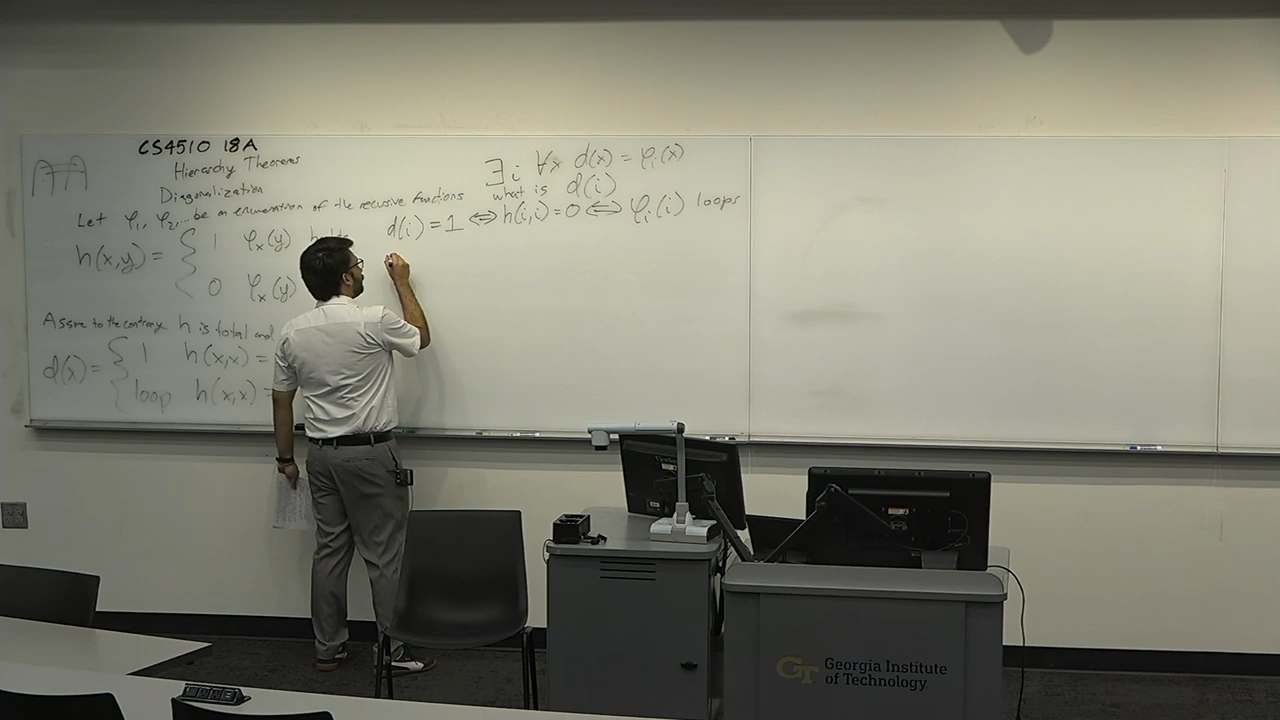 CS4510 18A
Hierarchy Theorems
Diagonalization
Let φ₁, φ₂,... be an enumeration of the recursive functions
h(x,y) = { 1 φₓ(y)
0 φₓ(y)
Assume to the contrary h is total and
d(x) = { 1 h(x,x) =
loop h(x,x) =
∃i ∀x d(x) = φᵢ(x)
what is d(i)
d(i) = 1 ⇔ h(i,i) = 0 ⇔ φᵢ(i) loops
GT Georgia Institute
of Technology